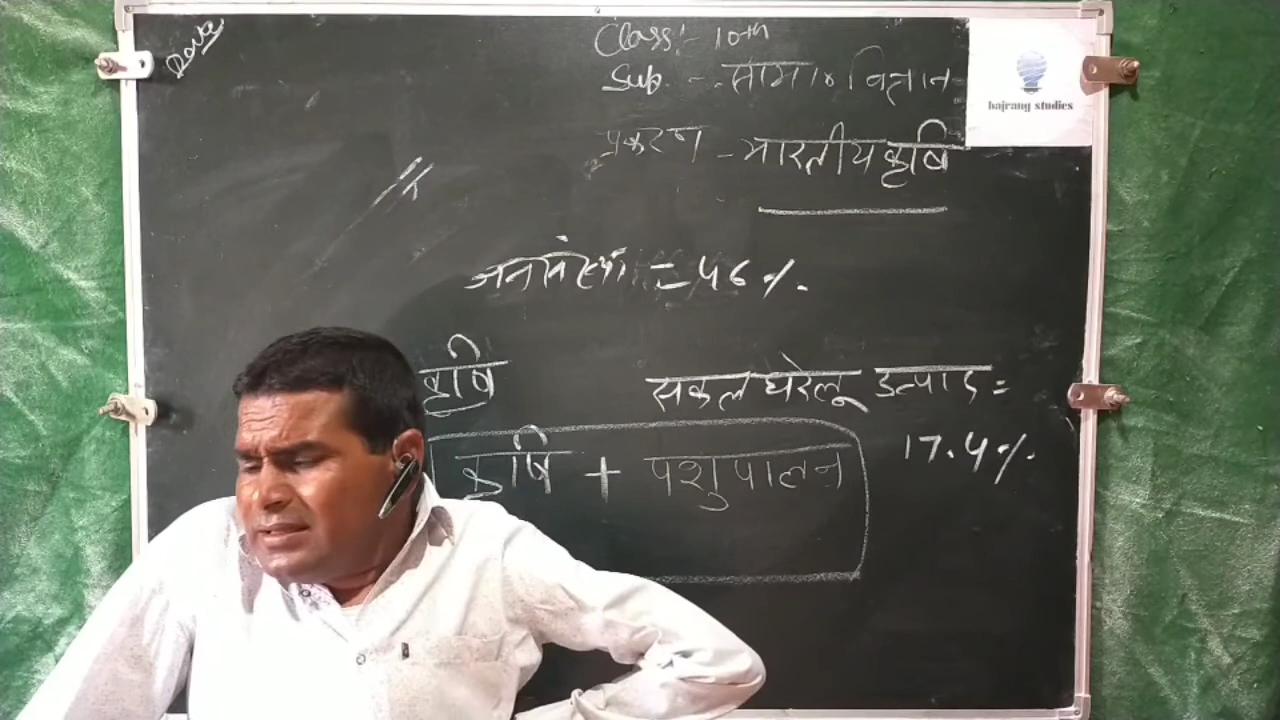 Class:- 10th
Sub. - सामा० विज्ञान
bajrang studies
प्रकरण - भारतीय कृषि
जनसंख्या = 56%.
कृषि
सकल घरेलू उत्पाद =
कृषि + पशुपालन
17.4%.